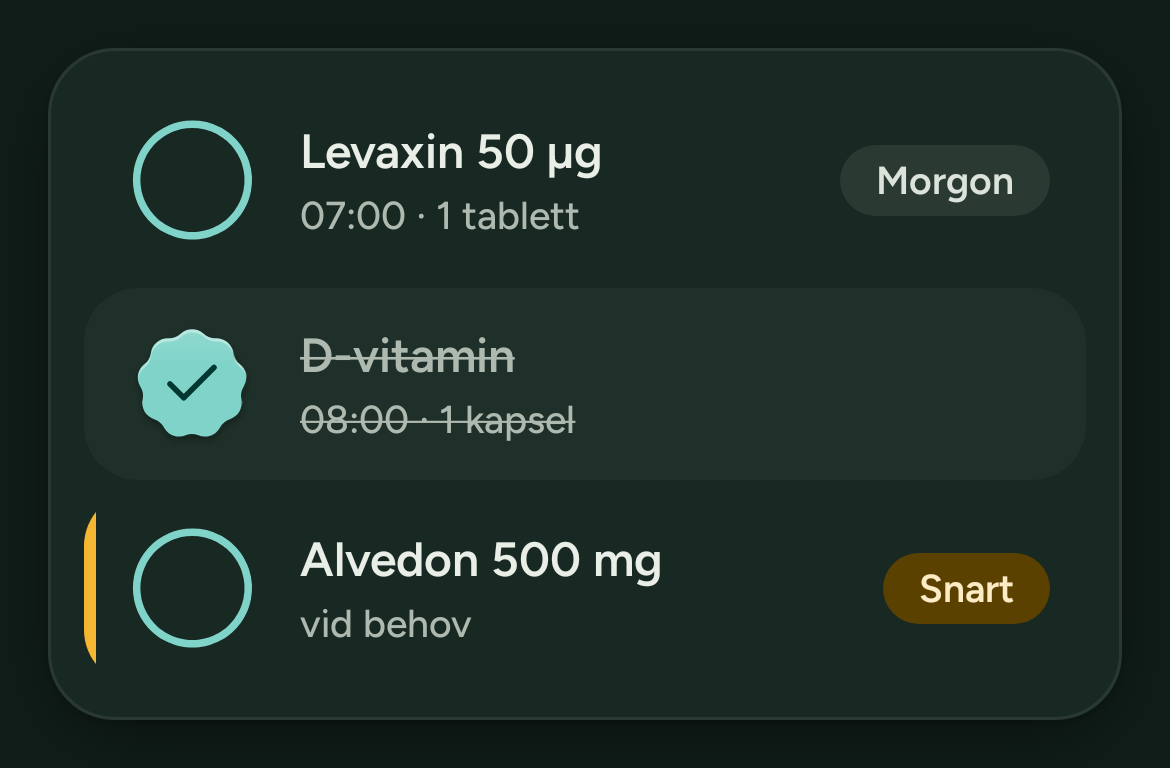 Levaxin 50 µg
07:00 · 1 tablett
Morgon
D-vitamin
08:00 · 1 kapsel
Alvedon 500 mg
vid behov
Snart